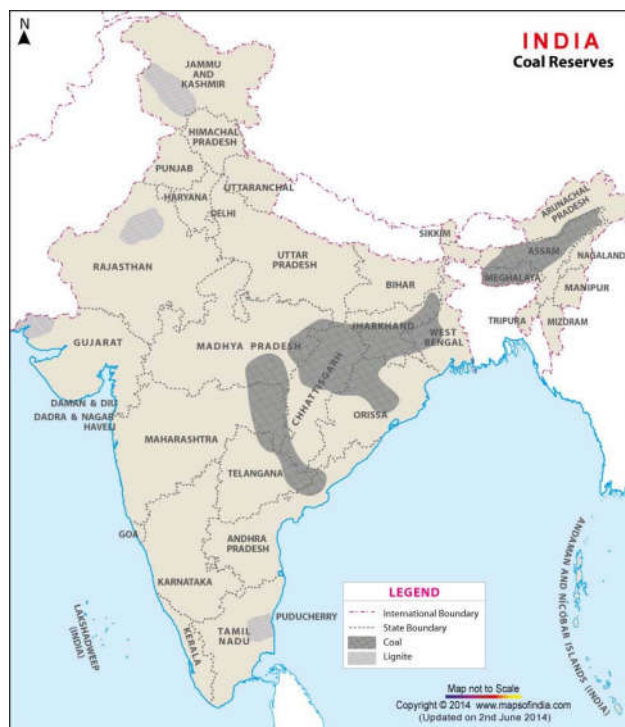 N
INDIA
Coal Reserves
JAMMU
AND
KASHMIR
HIMACHAL
PRADESH
PUNJAB
UTTARANCHAL
HARYANA
DELHI
RAJASTHAN
UTTAR
PRADESH
SIKKIM
ARUNACHAL
PRADESH
ASSAM
NAGALAND
MEGHALAYA
MANIPUR
BIHAR
TRIPURA
MIZORAM
JHARKHAND
WEST
BENGAL
GUJARAT
MADHYA PRADESH
CHHATTISGARH
DAMAN & DIU
DADRA & NAGAR
HAVELI
ORISSA
MAHARASHTRA
TELANGANA
GOA
ANDHRA
PRADESH
KARNATAKA
PUDUCHERRY
TAMIL
NADU
KERALA
LAKSHADWEEP
(INDIA)
ANDAMAN AND NICOBAR ISLANDS (INDIA)
LEGEND
International Boundary
State Boundary
Coal
Lignite
Map not to Scale
Copyright © 2014 www.mapsofindia.com
(Updated on 2nd June 2014)